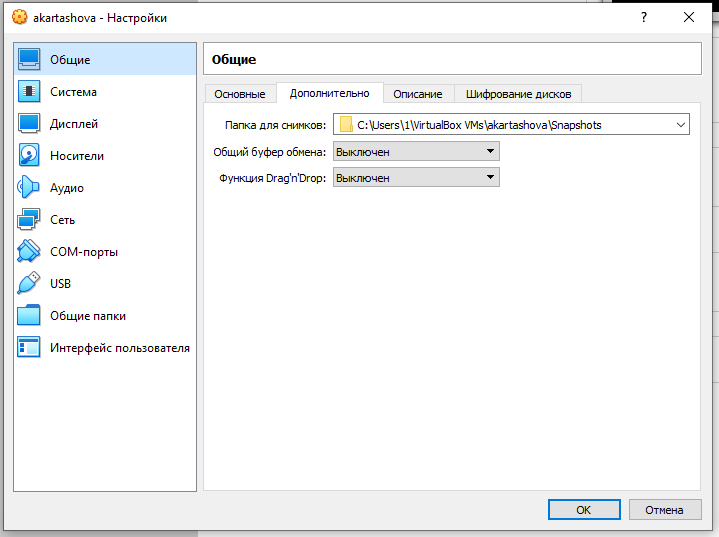 akartashova - Настройки
?
Общие
Система
Дисплей
Носители
Аудио
Сеть
COM-порты
USB
Общие папки
Интерфейс пользователя
Общие
Основные Дополнительно Описание Шифрование дисков
Папка для снимков: C:\Users\1\VirtualBox VMs\akartashova\Snapshots
Общий буфер обмена: Выключен
Функция Drag'n'Drop: Выключен
OK Отмена